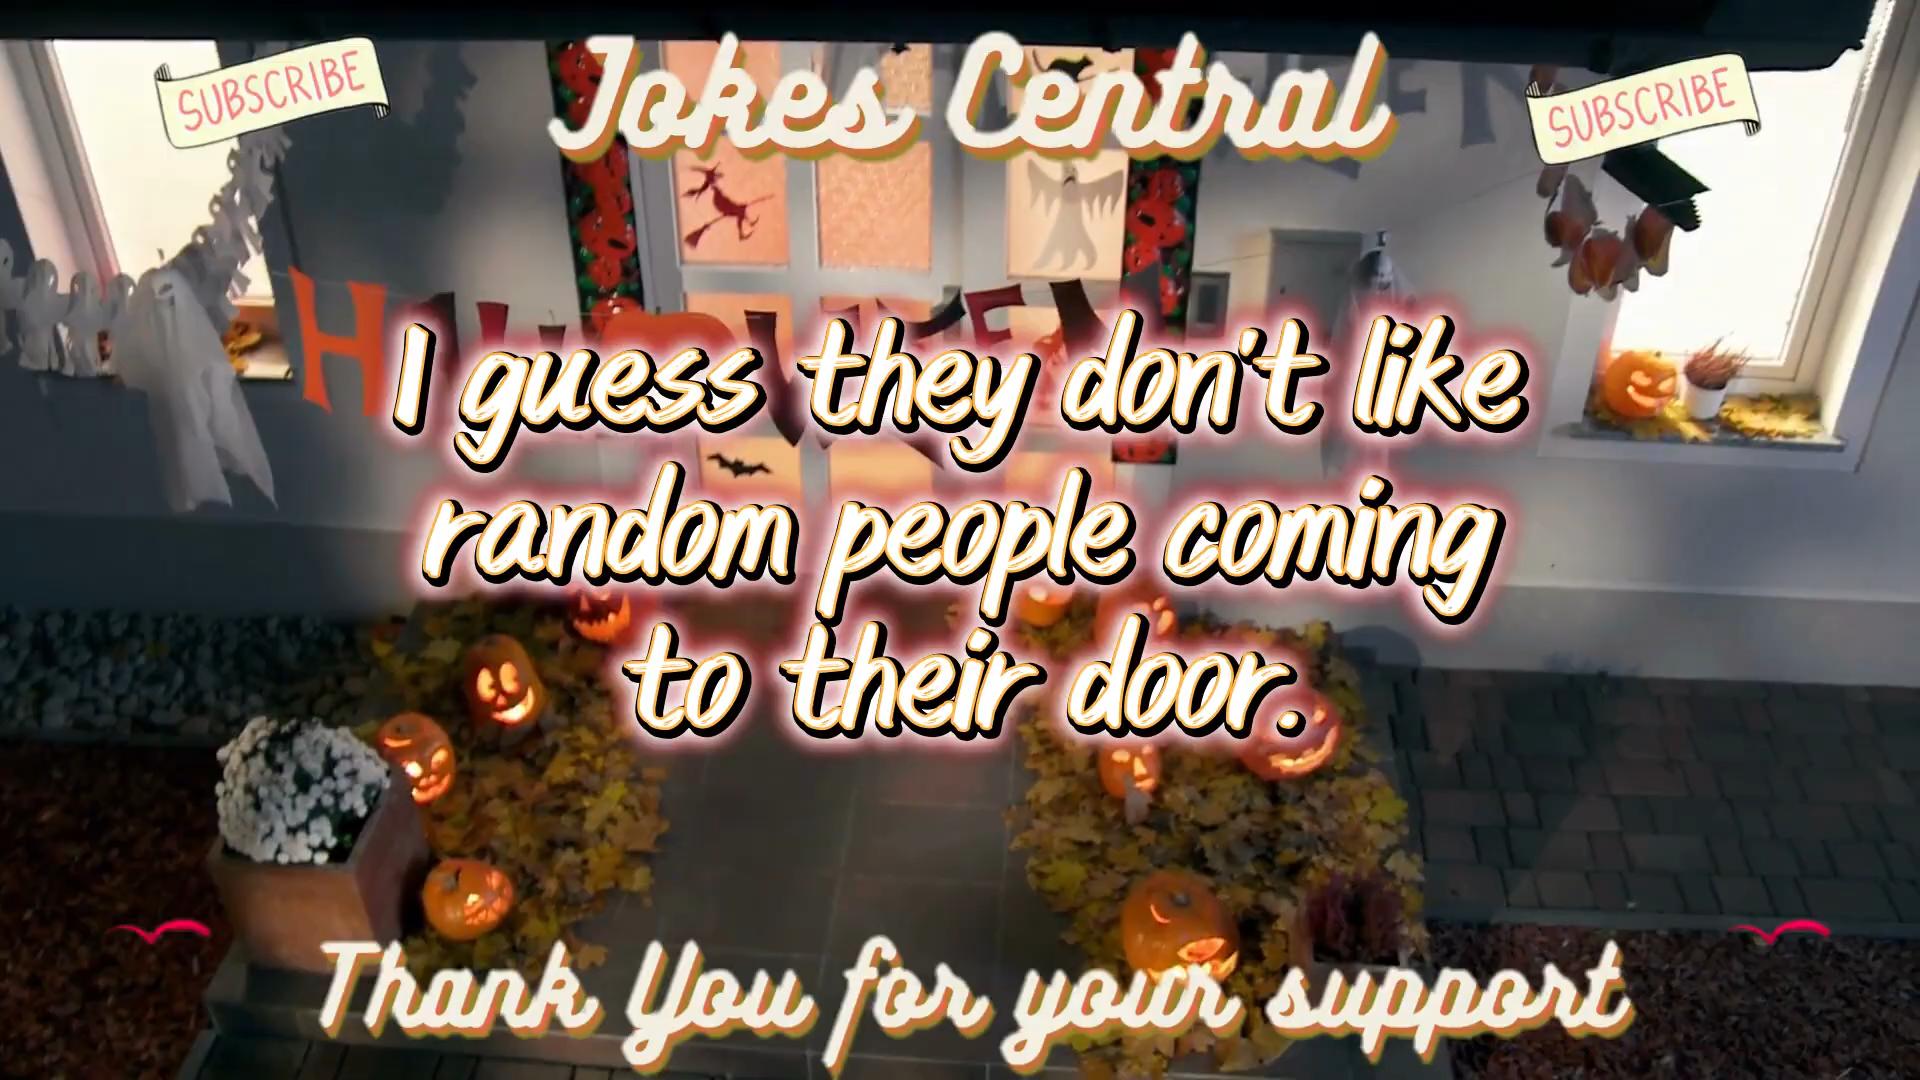 Jokes Central
SUBSCRIBE
SUBSCRIBE
I guess they don't like
random people coming
to their door.
Thank You for your support